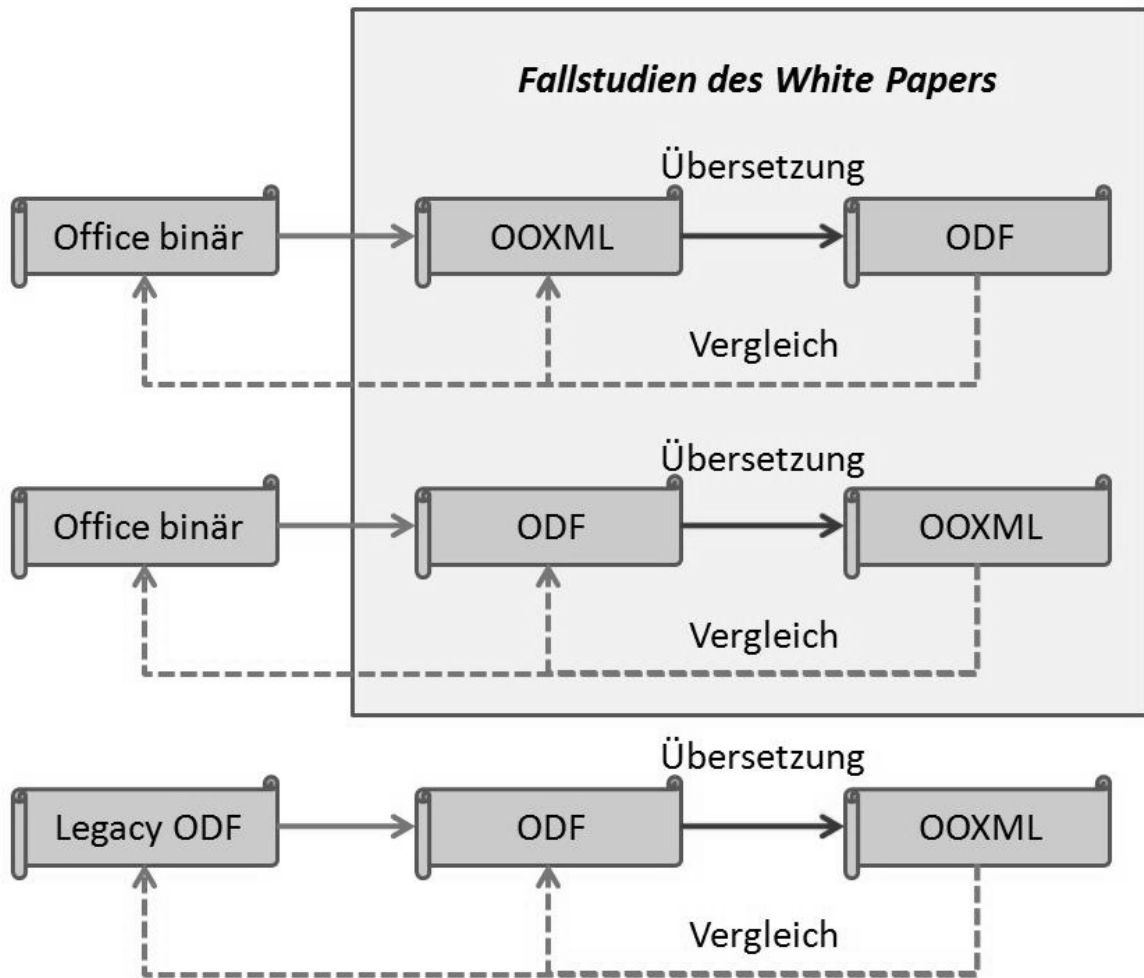 Fallstudien des White Papers
Übersetzung
Office binär
OOXML
ODF
Vergleich
Übersetzung
Office binär
ODF
OOXML
Vergleich
Übersetzung
Legacy ODF
ODF
OOXML
Vergleich